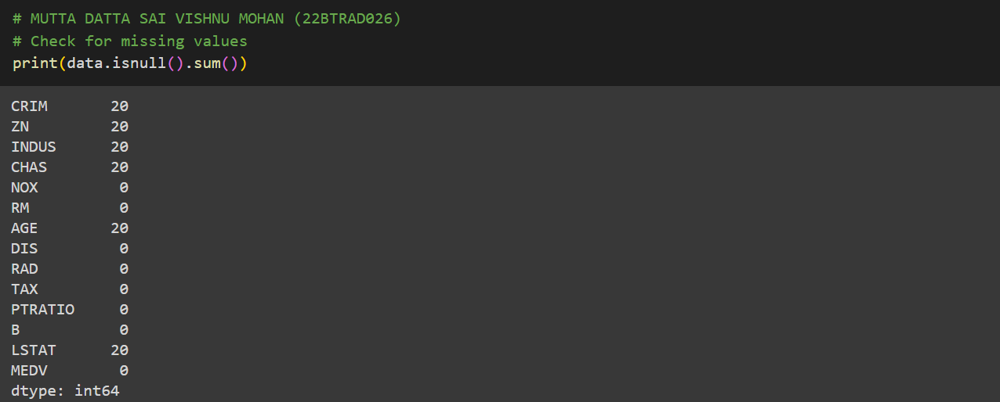 # MUTTA DATTA SAI VISHNU MOHAN (22BTRAD026)
# Check for missing values
print(data.isnull().sum())
CRIM       20
ZN         20
INDUS      20
CHAS       20
NOX         0
RM          0
AGE        20
DIS         0
RAD         0
TAX         0
PTRATIO     0
B           0
LSTAT      20
MEDV        0
dtype: int64